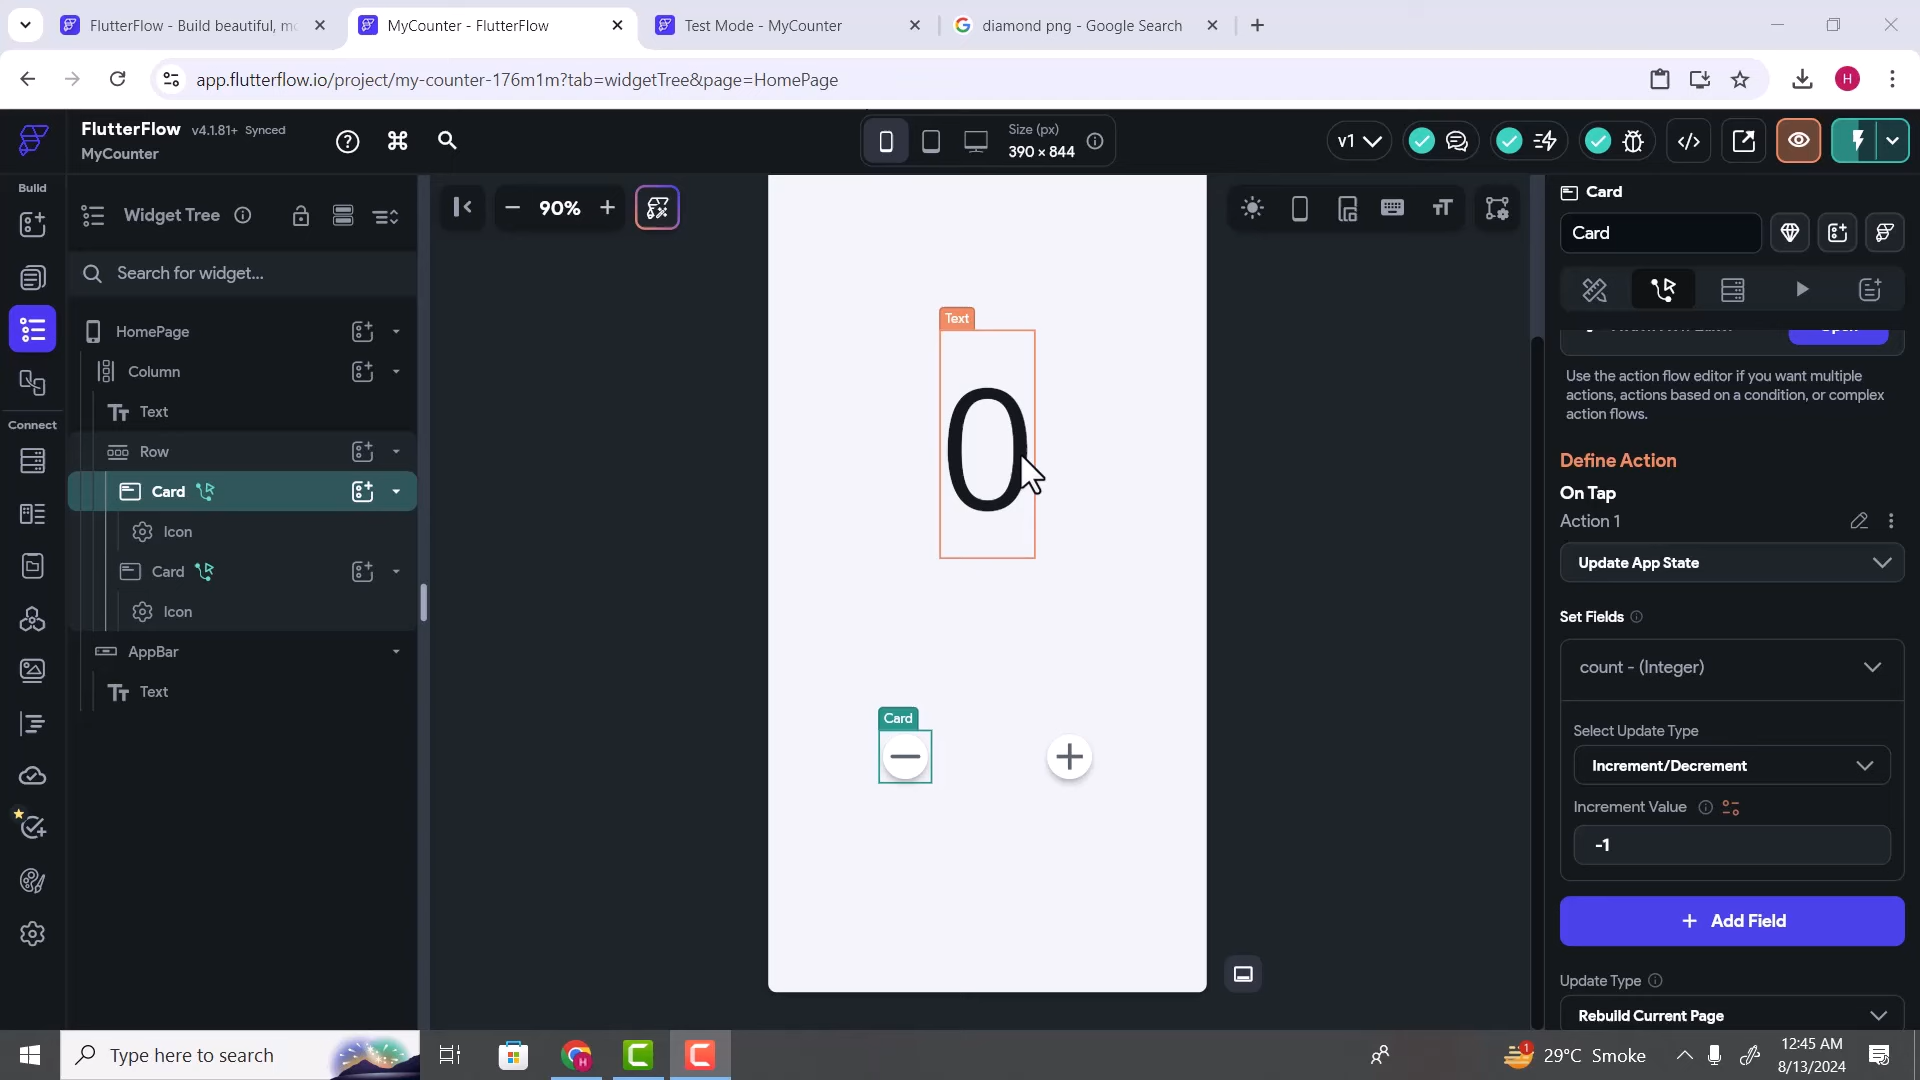 FlutterFlow - Build beautiful, mo
MyCounter - FlutterFlow
Test Mode - MyCounter
diamond png - Google Search
app.flutterflow.io/project/my-counter-176m1m?tab=widgetTree&page=HomePage
H
FlutterFlow v4.1.81+ Synced
MyCounter
Size (px)
390 × 844
v1
Build
Widget Tree
90%
Card
Card
Search for widget...
HomePage
Column
Text
Row
Card
Icon
Card
Icon
AppBar
Text
Connect
Text
0
Card
Use the action flow editor if you want multiple
actions, actions based on a condition, or complex
action flows.
Define Action
On Tap
Action 1
Update App State
Set Fields
count - (Integer)
Select Update Type
Increment/Decrement
Increment Value
-1
+ Add Field
Update Type
Rebuild Current Page
Type here to search
1
29°C Smoke
12:45 AM
8/13/2024